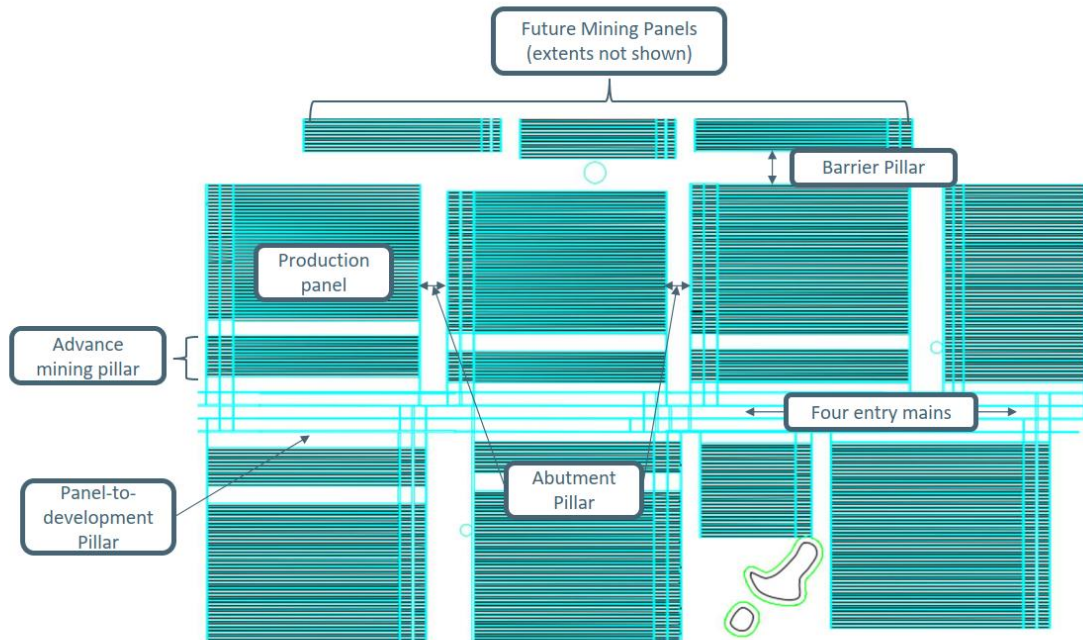 Future Mining Panels
(extents not shown)
Barrier Pillar
Production
panel
Advance
mining pillar
Four entry mains
Panel-to-
development
Pillar
Abutment
Pillar